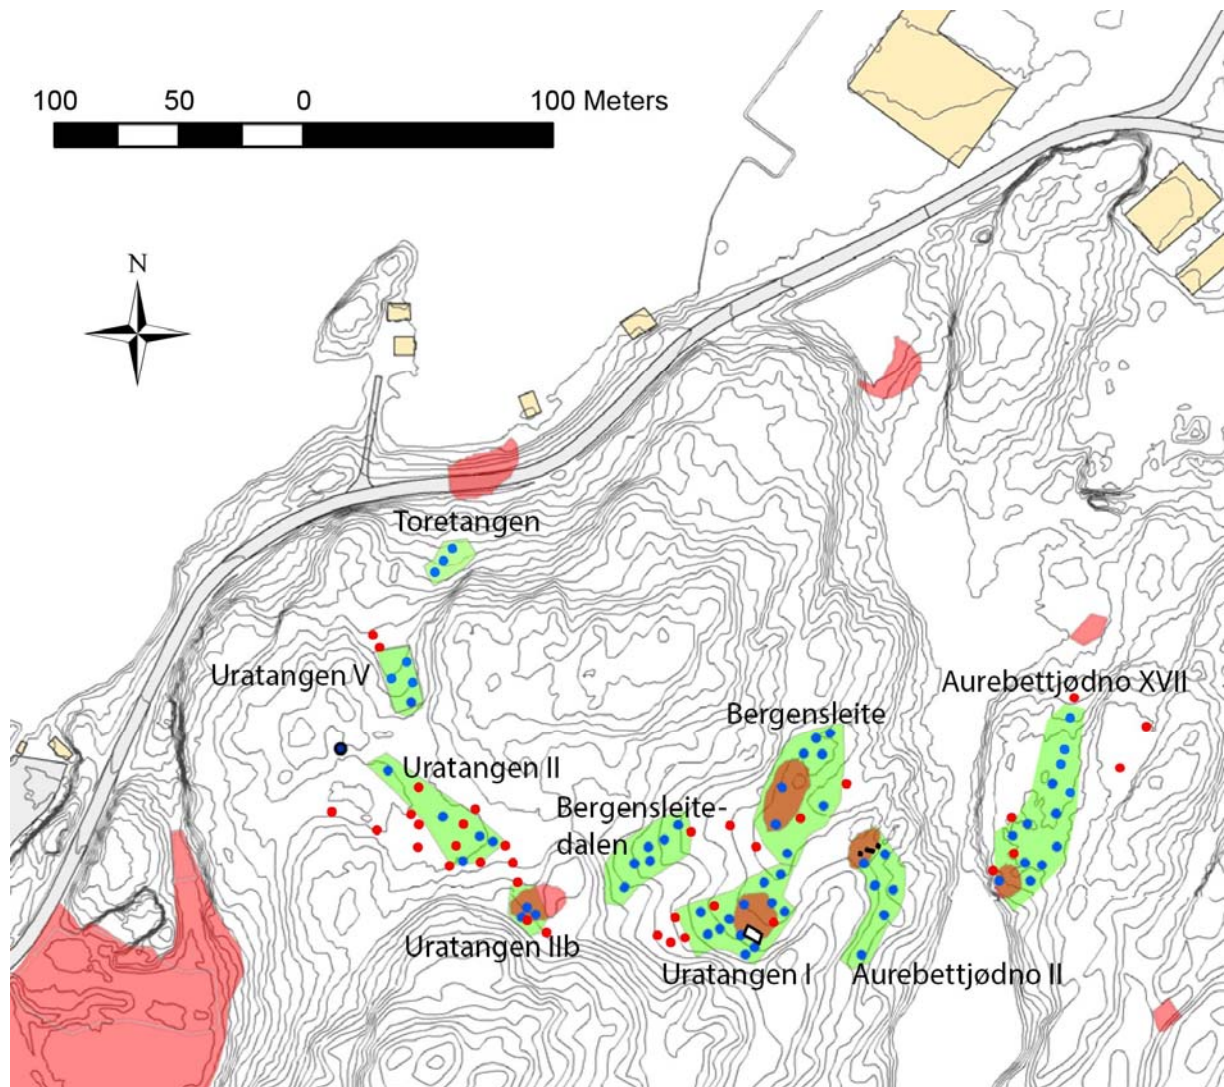 100 50 0 100 Meters
N
Toretangen
Uratangen V
Aurebettjødno XVII
Bergensleite
Uratangen II
Bergensleite-
dalen
Uratangen IIb
Uratangen I
Aurebettjødno II